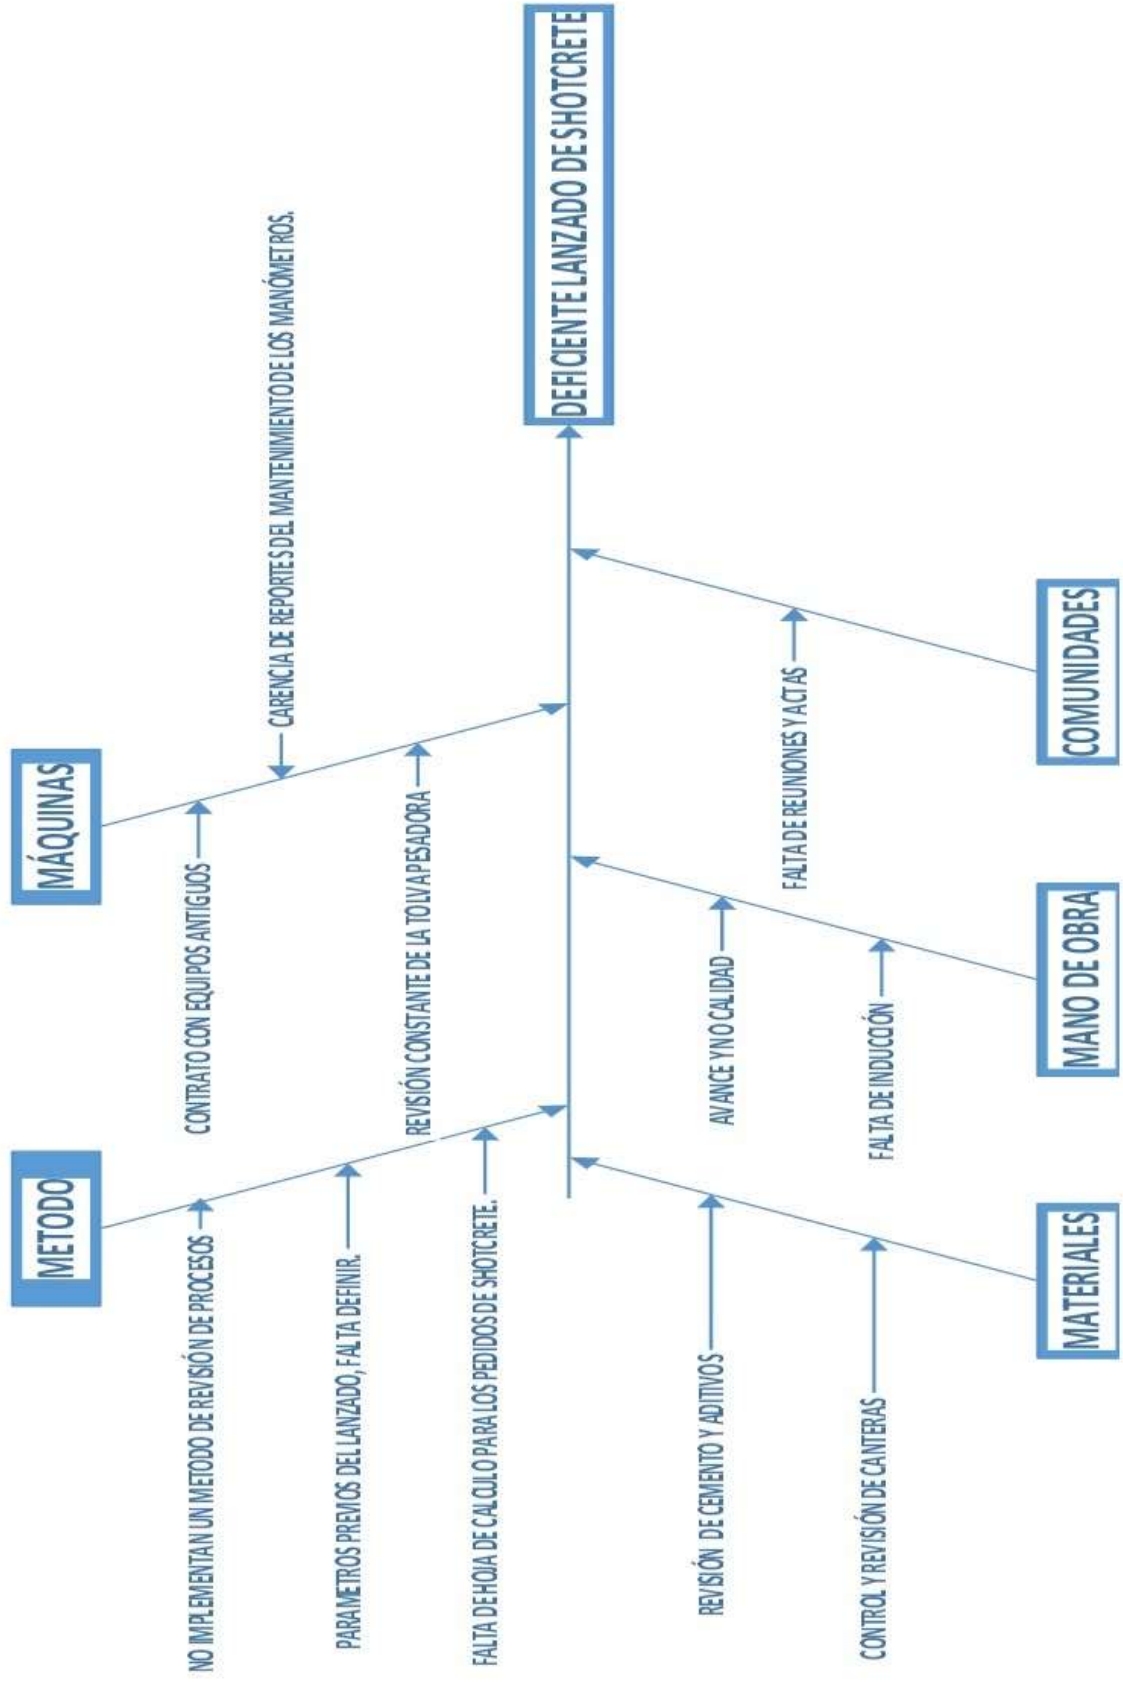 METODO
MÁQUINAS
NO IMPLEMENTAN UN METODO DE REVISIÓN DE PROCESOS
CONTRATO CON EQUIPOS ANTIGUOS
CARENCIA DE REPORTES DEL MANTENIMIENTO DE LOS MANÓMETROS.
PARAMETROS PREVIOS DEL LANZADO, FALTA DEFINIR.
REVISIÓN CONSTANTE DE LA TOLVA PESADORA
FALTA DE HOJA DE CALCULO PARA LOS PEDIDOS DE SHOTCRETE.
DEFICIENTE LANZADO DE SHOTCRETE
REVISIÓN DE CEMENTO Y ADITIVOS
AVANCE Y NO CALIDAD
FALTA DE REUNIONES Y ACTAS
CONTROL Y REVISIÓN DE CANTERAS
FALTA DE INDUCCIÓN
MATERIALES
MANO DE OBRA
COMUNIDADES